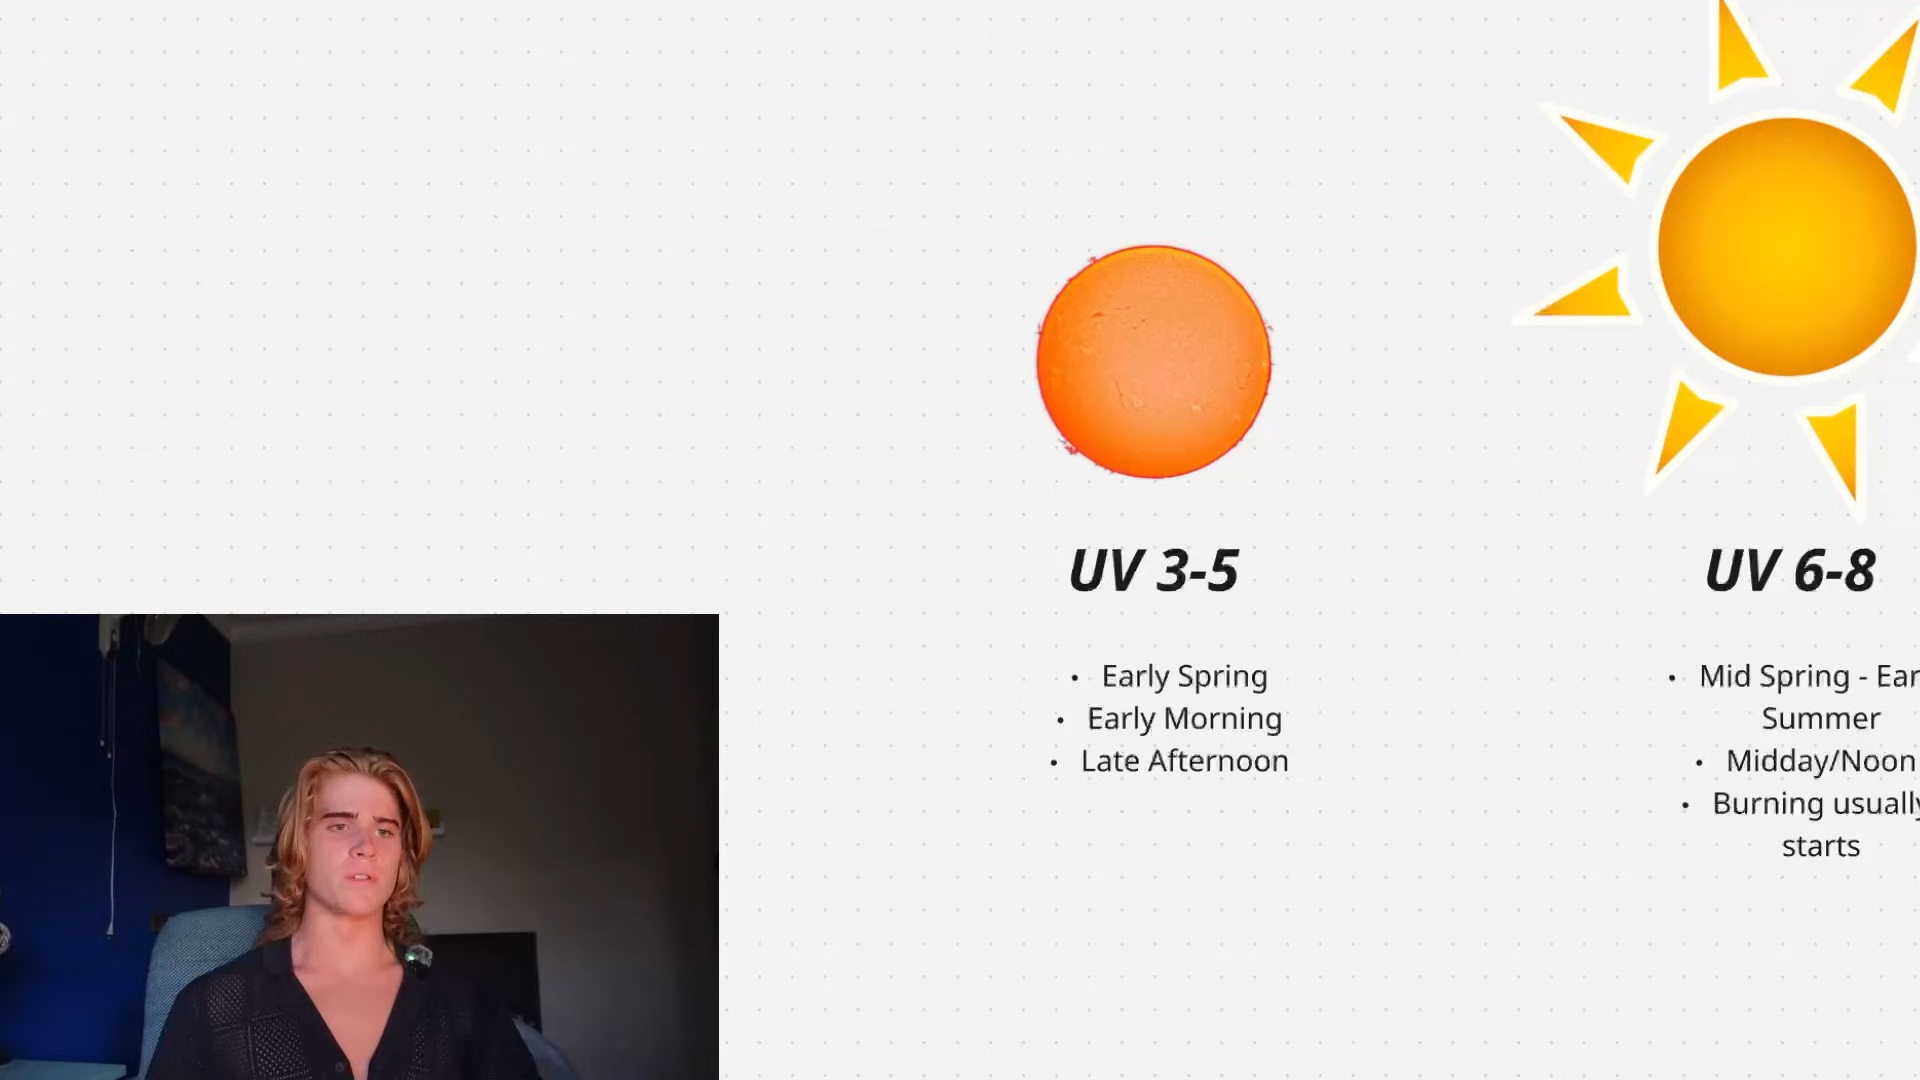 UV 3-5
• Early Spring
• Early Morning
• Late Afternoon
UV 6-8
• Mid Spring - Ear
Summer
• Midday/Noon
• Burning usually
starts